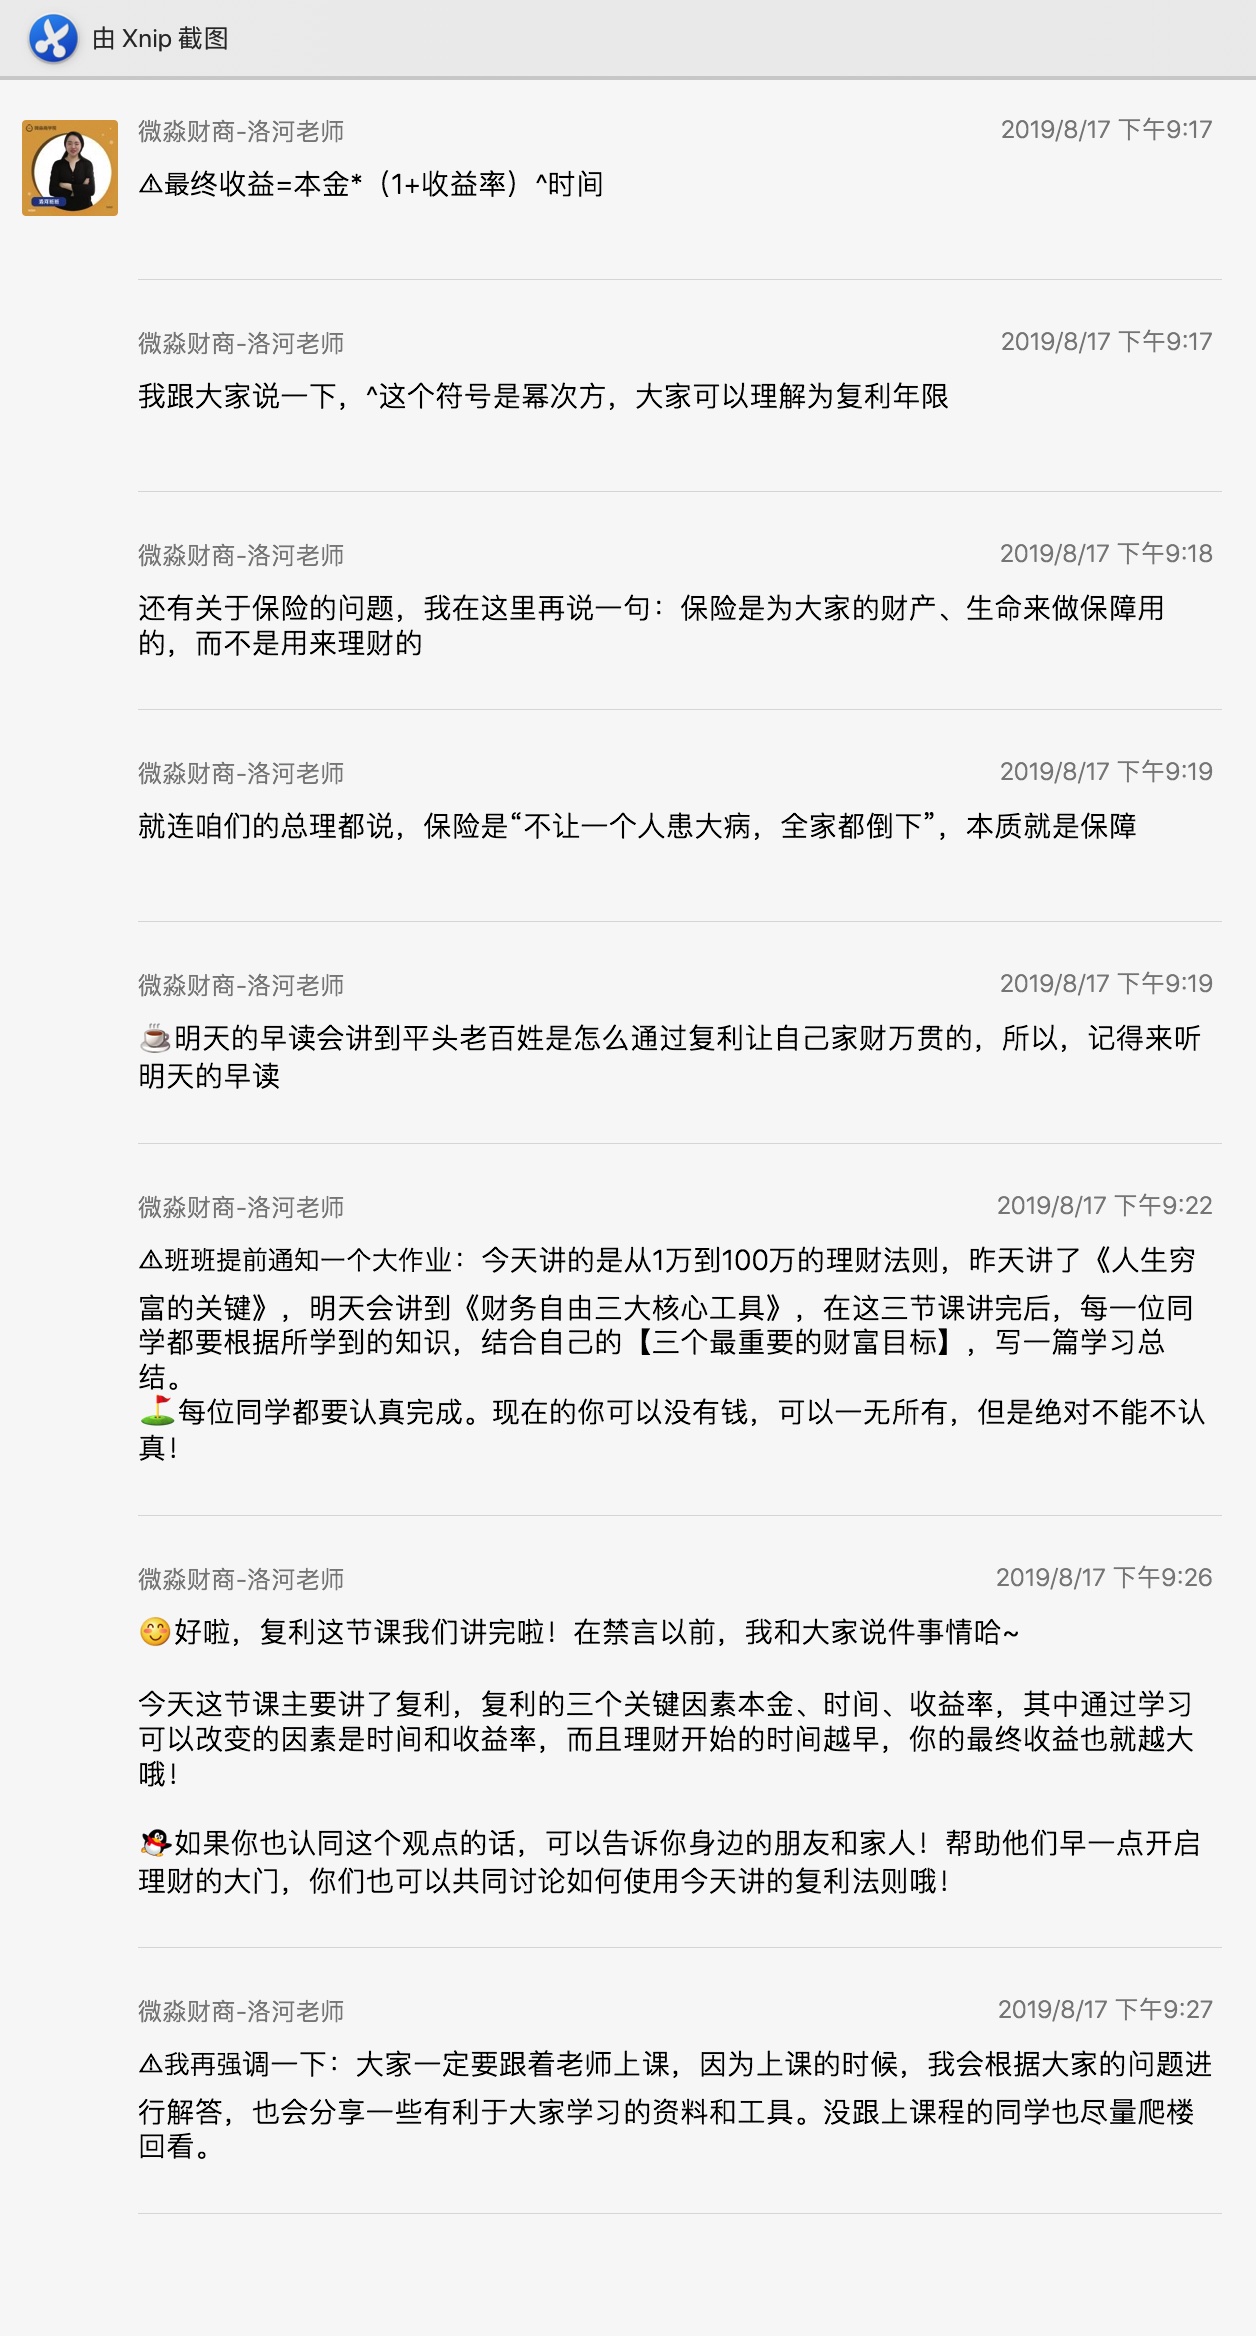 由 Xnip 截图
微淼财商-洛河老师
2019/8/17 下午9:17
⚠最终收益=本金*（1+收益率）^时间
微淼财商-洛河老师
2019/8/17 下午9:17
我跟大家说一下，^这个符号是幂次方，大家可以理解为复利年限
微淼财商-洛河老师
2019/8/17 下午9:18
还有关于保险的问题，我在这里再说一句：保险是为大家的财产、生命来做保障用
的，而不是用来理财的
微淼财商-洛河老师
2019/8/17 下午9:19
就连咱们的总理都说，保险是“不让一个人患大病，全家都倒下”，本质就是保障
微淼财商-洛河老师
2019/8/17 下午9:19
☕明天的早读会讲到平头老百姓是怎么通过复利让自己家财万贯的，所以，记得来听
明天的早读
微淼财商-洛河老师
2019/8/17 下午9:22
⚠班班提前通知一个大作业：今天讲的是从1万到100万的理财法则，昨天讲了《人生穷
富的关键》，明天会讲到《财务自由三大核心工具》，在这三节课讲完后，每一位同
学都要根据所学到的知识，结合自己的【三个最重要的财富目标】，写一篇学习总
结。
⛳每位同学都要认真完成。现在的你可以没有钱，可以一无所有，但是绝对不能不认
真！
微淼财商-洛河老师
2019/8/17 下午9:26
😊好啦，复利这节课我们讲完啦！在禁言以前，我和大家说件事情哈~
今天这节课主要讲了复利，复利的三个关键因素本金、时间、收益率，其中通过学习
可以改变的因素是时间和收益率，而且理财开始的时间越早，你的最终收益也就越大
哦！
🐧如果你也认同这个观点的话，可以告诉你身边的朋友和家人！帮助他们早一点开启
理财的大门，你们也可以共同讨论如何使用今天讲的复利法则哦！
微淼财商-洛河老师
2019/8/17 下午9:27
⚠我再强调一下：大家一定要跟着老师上课，因为上课的时候，我会根据大家的问题进
行解答，也会分享一些有利于大家学习的资料和工具。没跟上课程的同学也尽量爬楼
回看。